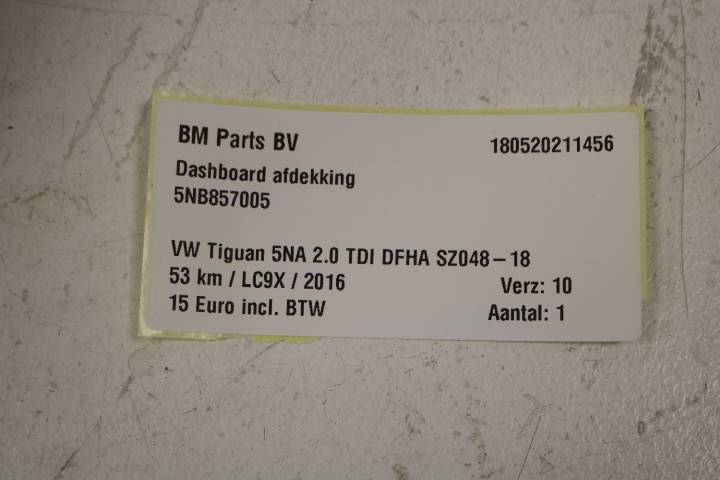 BM Parts BV 180520211456
Dashboard afdekking
5NB857005
VW Tiguan 5NA 2.0 TDI DFHA SZ048-18
53 km / LC9X / 2016 Verz: 10
15 Euro incl. BTW Aantal: 1